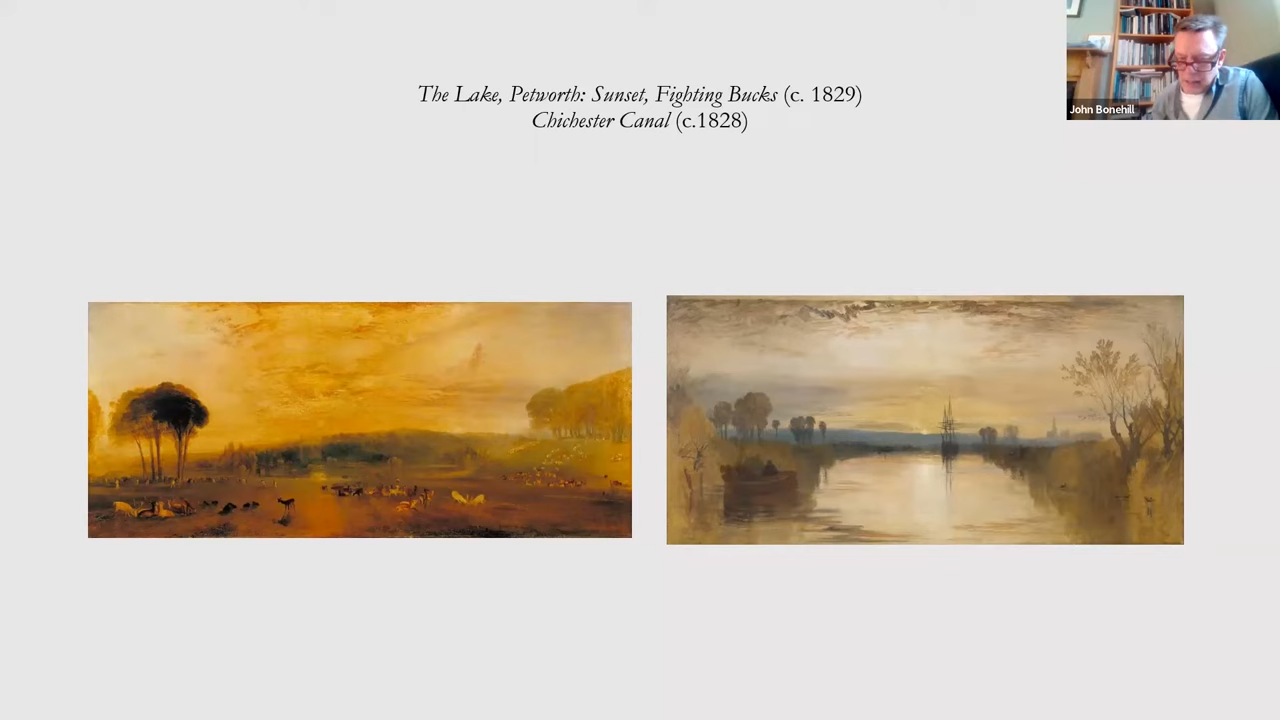 The Lake, Petworth: Sunset, Fighting Bucks (c. 1829)
Chichester Canal (c.1828)
John Bonehill